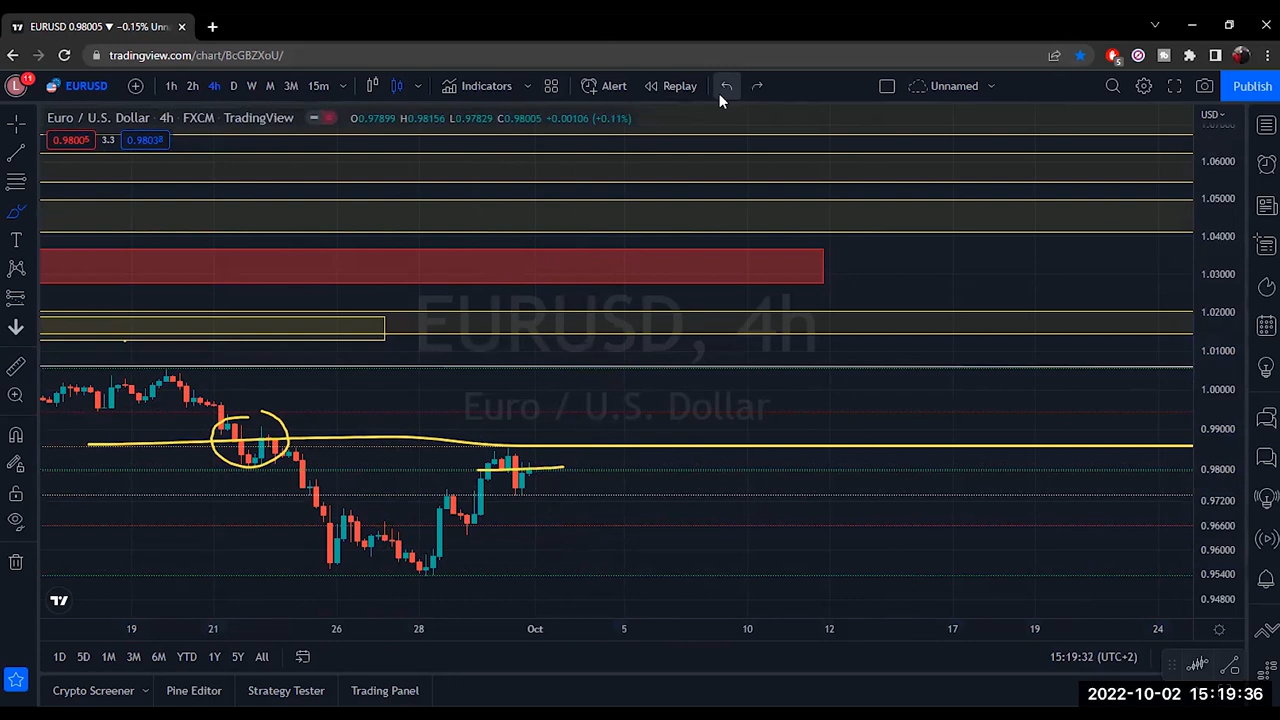 EURUSD 0.98005 ▼ −0.15% Unn
tradingview.com/chart/BcGBZXoU/
5
L 11 EURUSD 1h 2h 4h D W M 3M 15m Indicators Alert Replay Unnamed Publish
Euro / U.S. Dollar 4h FXCM TradingView O0.97899 H0.98156 L0.97829 C0.98005 +0.00106 (+0.11%) USD
0.98005 3.3 0.98038
1.07000
1.06000
1.05000
1.04000
1.03000
1.02000
1.01000
1.00000
0.99000
0.98000
0.97200
0.96600
0.96000
0.95400
0.94800
EURUSD, 4h
Euro / U.S. Dollar
T
19 21 26 28 Oct 5 10 12 17 19 24
1D 5D 1M 3M 6M YTD 1Y 5Y All 15:19:32 (UTC+2)
Crypto Screener Pine Editor Strategy Tester Trading Panel
2022-10-02 15:19:36